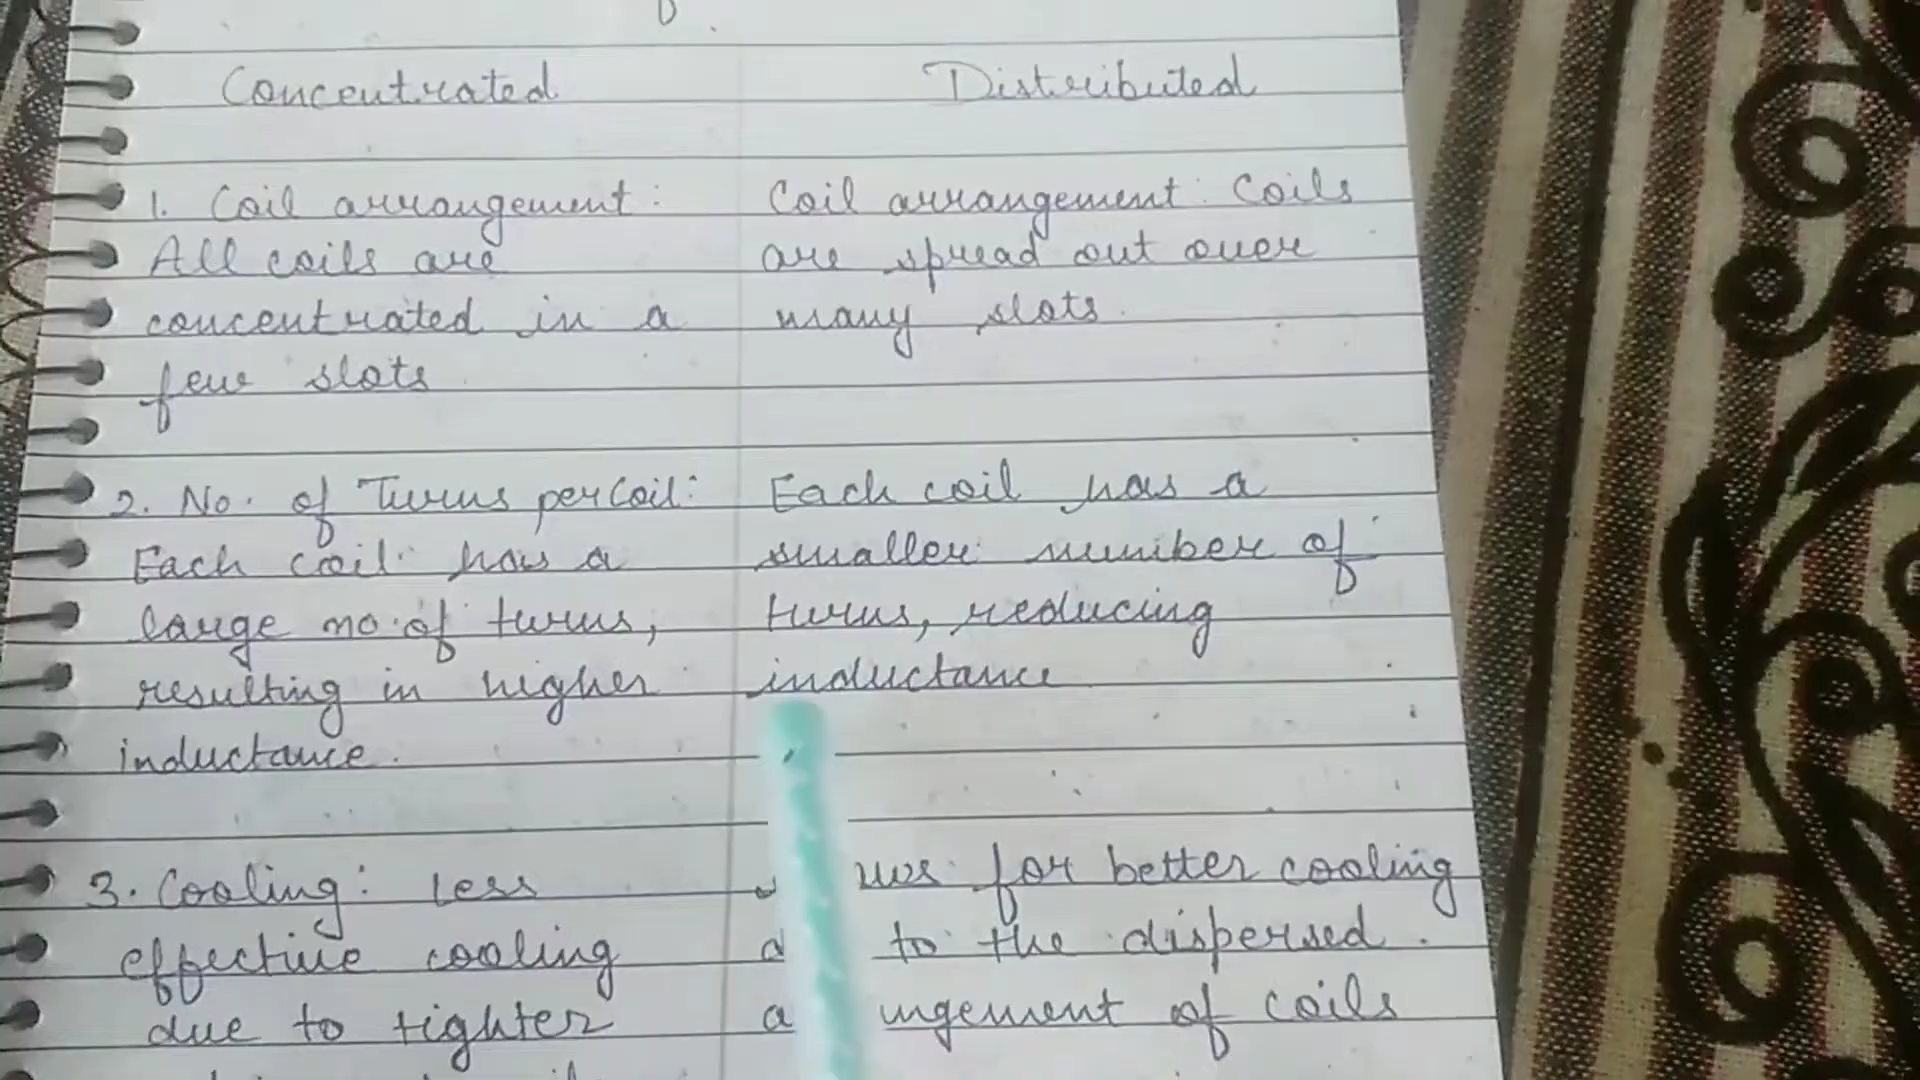 Concentrated
Distributed
1. Coil arrangement:
All coils are
concentrated in a
few slots
Coil arrangement: Coils
are spread out over
many slots.
2. No. of Turns per Coil:
Each coil has a
large no. of turns,
resulting in higher
inductance.
Each coil has a
smaller number of
turns, reducing
inductance
3. Cooling: Less
effective cooling
due to tighter
for better cooling
to the dispersed
of coils